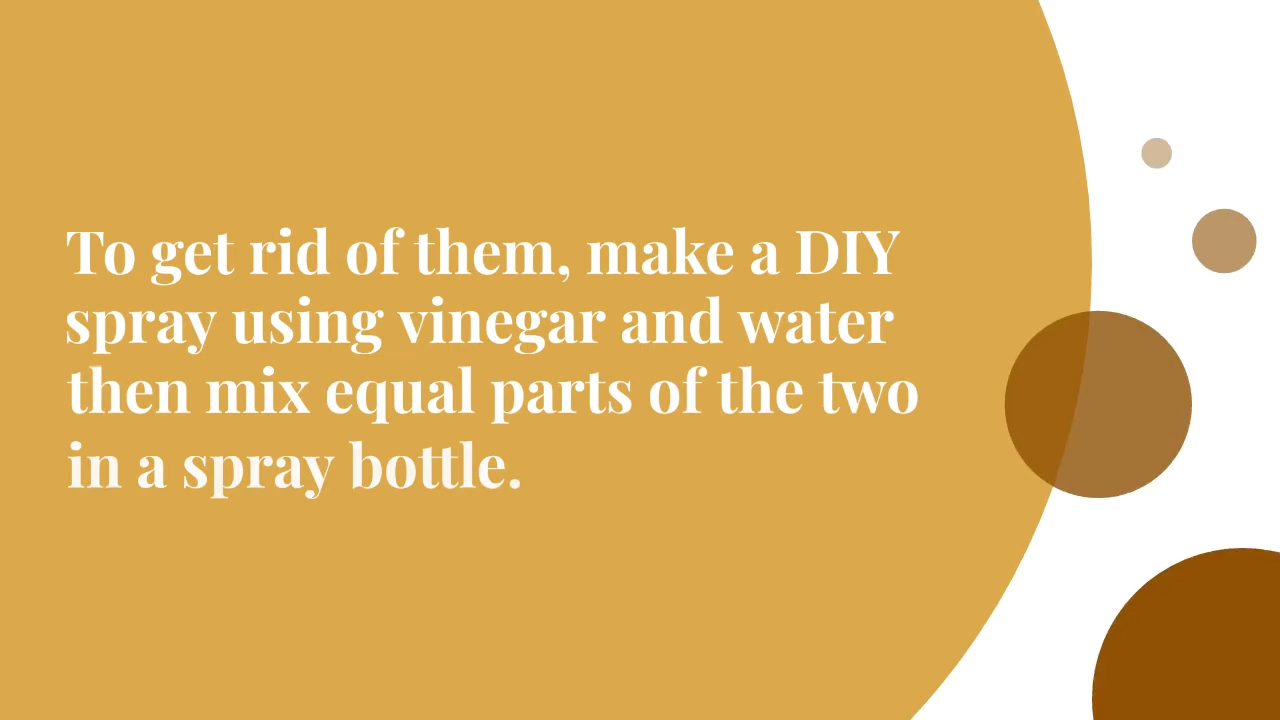 To get rid of them, make a DIY
spray using vinegar and water
then mix equal parts of the two
in a spray bottle.